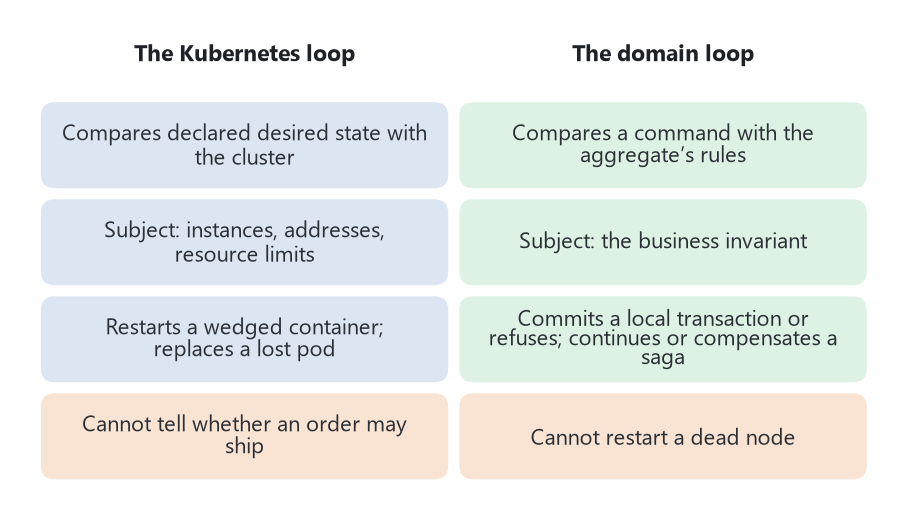 The Kubernetes loop
The domain loop
Compares declared desired state with
the cluster
Compares a command with the
aggregate’s rules
Subject: instances, addresses,
resource limits
Subject: the business invariant
Restarts a wedged container;
replaces a lost pod
Commits a local transaction or
refuses; continues or compensates a
saga
Cannot tell whether an order may
ship
Cannot restart a dead node